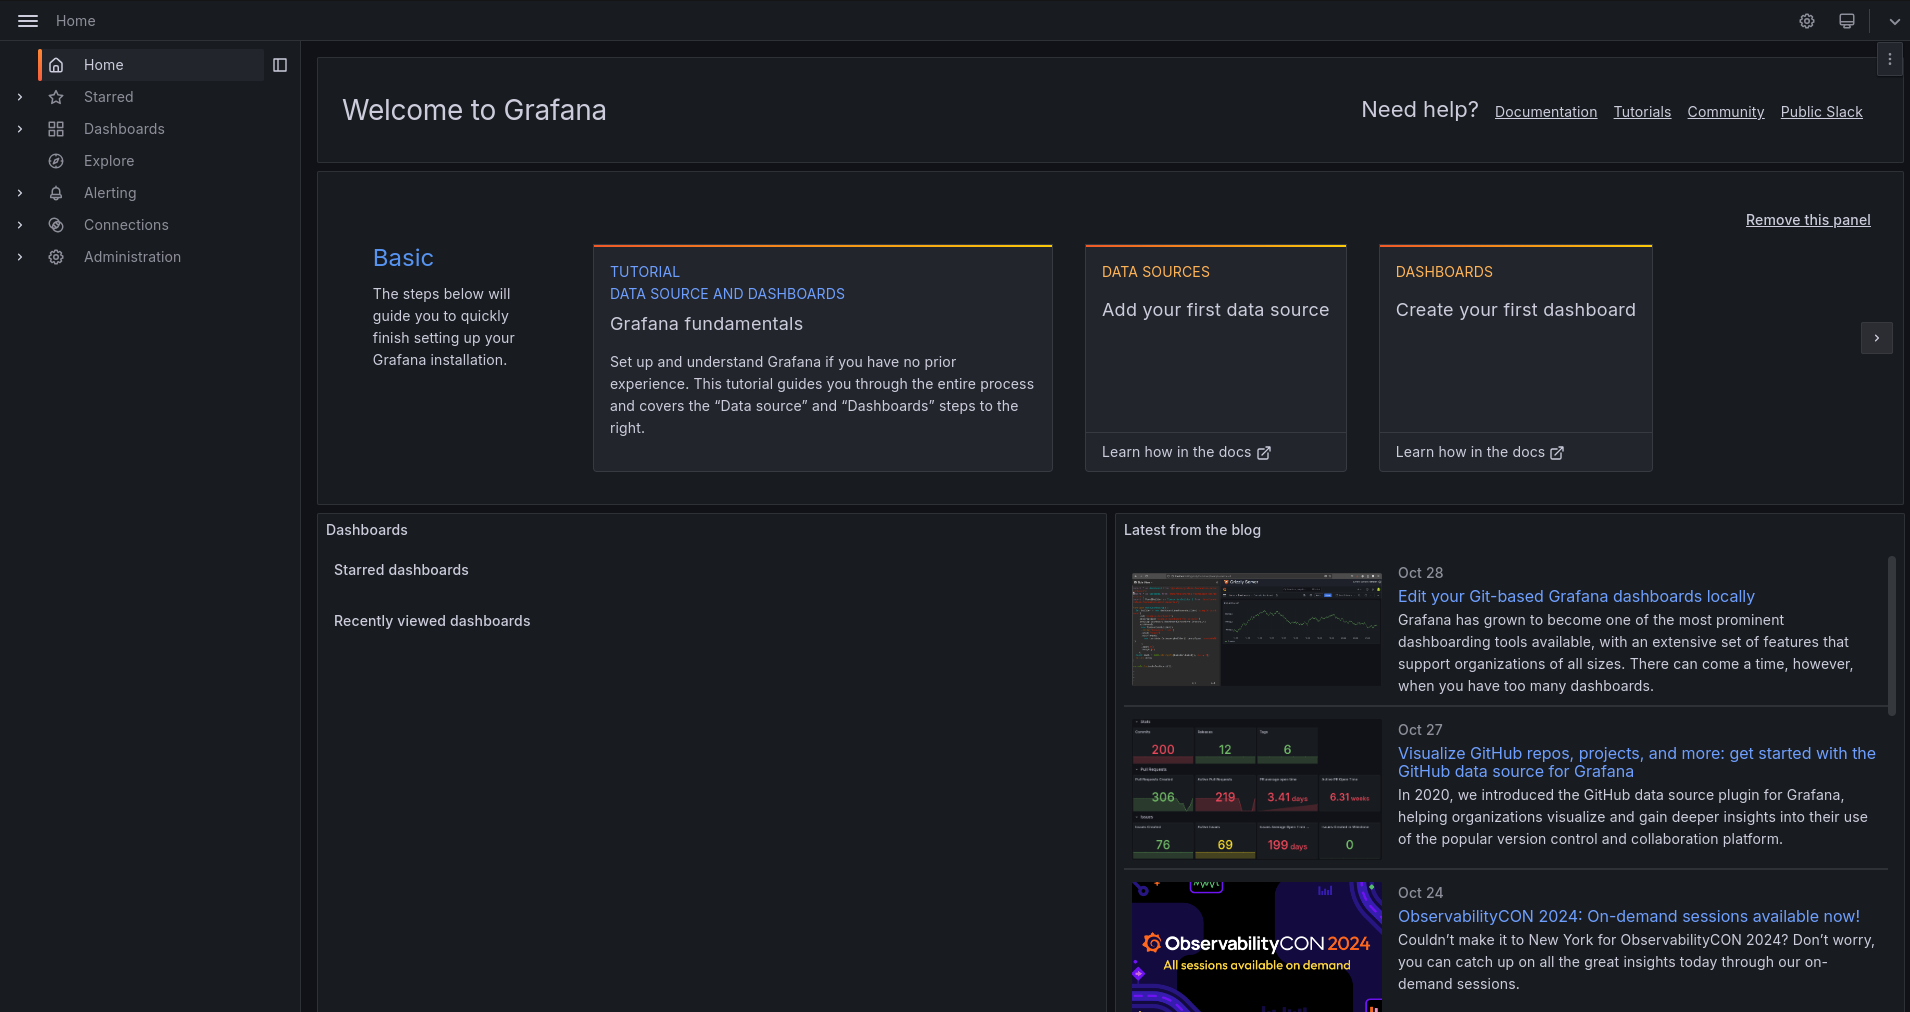 Home
Home
Starred
Dashboards
Explore
Alerting
Connections
Administration
Welcome to Grafana
Need help? Documentation Tutorials Community Public Slack
Remove this panel
Basic
The steps below will
guide you to quickly
finish setting up your
Grafana installation.
TUTORIAL
DATA SOURCE AND DASHBOARDS
Grafana fundamentals
Set up and understand Grafana if you have no prior
experience. This tutorial guides you through the entire process
and covers the “Data source” and “Dashboards” steps to the
right.
DATA SOURCES
Add your first data source
Learn how in the docs
DASHBOARDS
Create your first dashboard
Learn how in the docs
Dashboards
Starred dashboards
Recently viewed dashboards
Latest from the blog
Oct 28
Edit your Git-based Grafana dashboards locally
Grafana has grown to become one of the most prominent
dashboarding tools available, with an extensive set of features that
support organizations of all sizes. There can come a time, however,
when you have too many dashboards.
200 12 6
306 219 3.41 days 6.31 weeks
76 69 199 days 0
Oct 27
Visualize GitHub repos, projects, and more: get started with the
GitHub data source for Grafana
In 2020, we introduced the GitHub data source plugin for Grafana,
helping organizations visualize and gain deeper insights into their use
of the popular version control and collaboration platform.
ObservabilityCON 2024
All sessions available on demand
Oct 24
ObservabilityCON 2024: On-demand sessions available now!
Couldn’t make it to New York for ObservabilityCON 2024? Don’t worry,
you can catch up on all the great insights today through our on-
demand sessions.